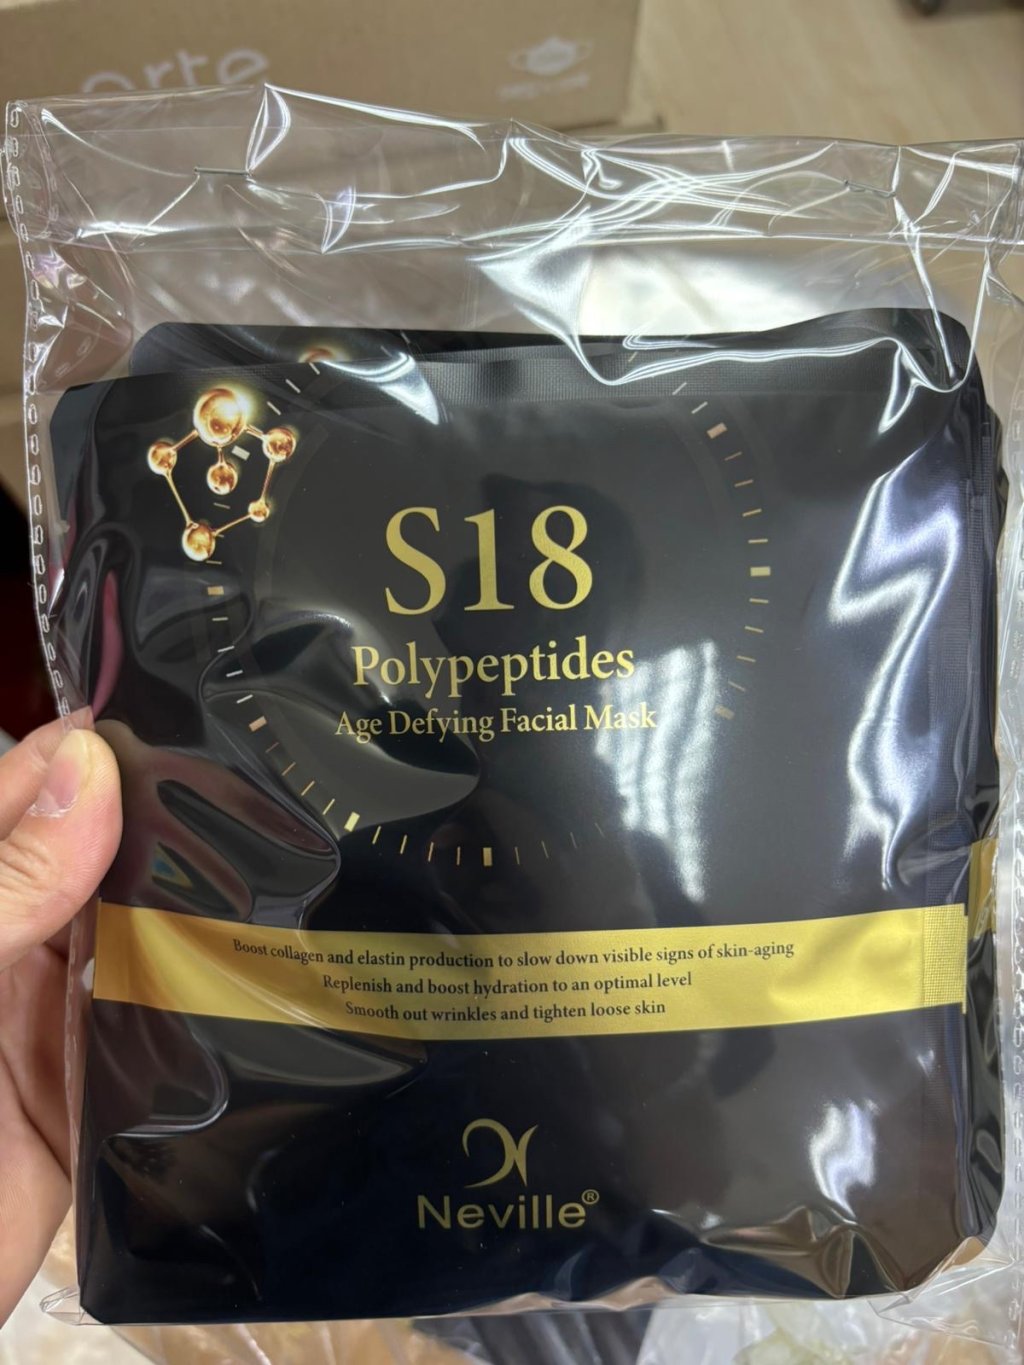 S18
Polypeptides
Age Defying Facial Mask
Boost collagen and elastin production to slow down visible signs of skin-aging
Replenish and boost hydration to an optimal level
Smooth out wrinkles and tighten loose skin
Neville®